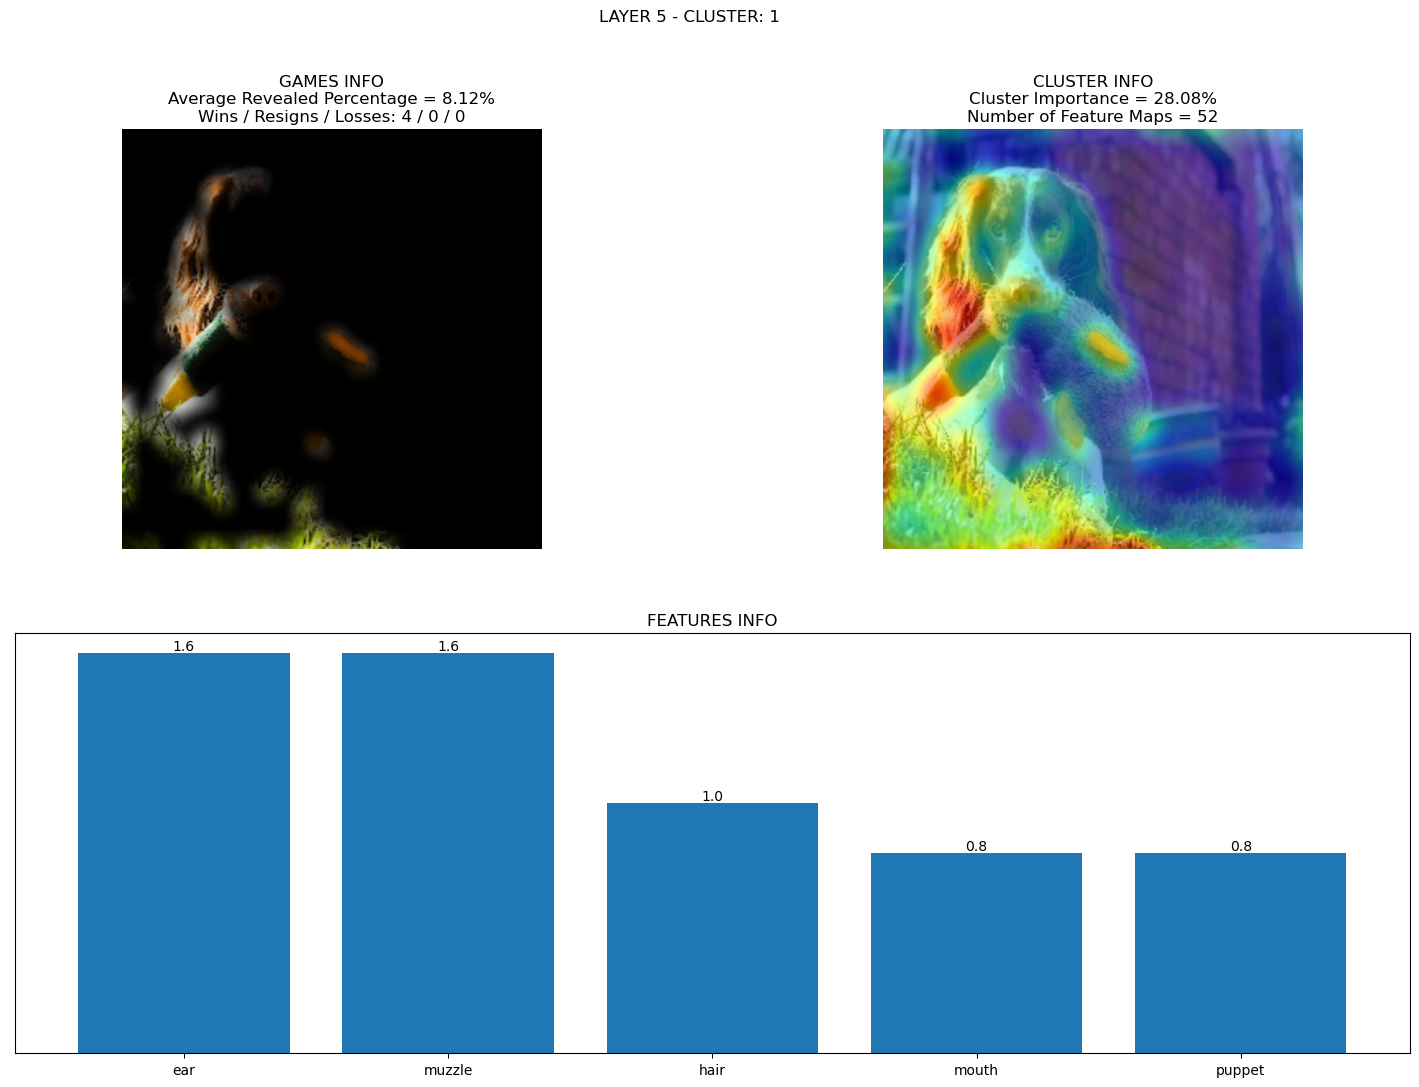 LAYER 5 - CLUSTER: 1
GAMES INFO
Average Revealed Percentage = 8.12%
Wins / Resigns / Losses: 4 / 0 / 0
CLUSTER INFO
Cluster Importance = 28.08%
Number of Feature Maps = 52
FEATURES INFO
1.6
1.6
1.0
0.8
0.8
ear
muzzle
hair
mouth
puppet